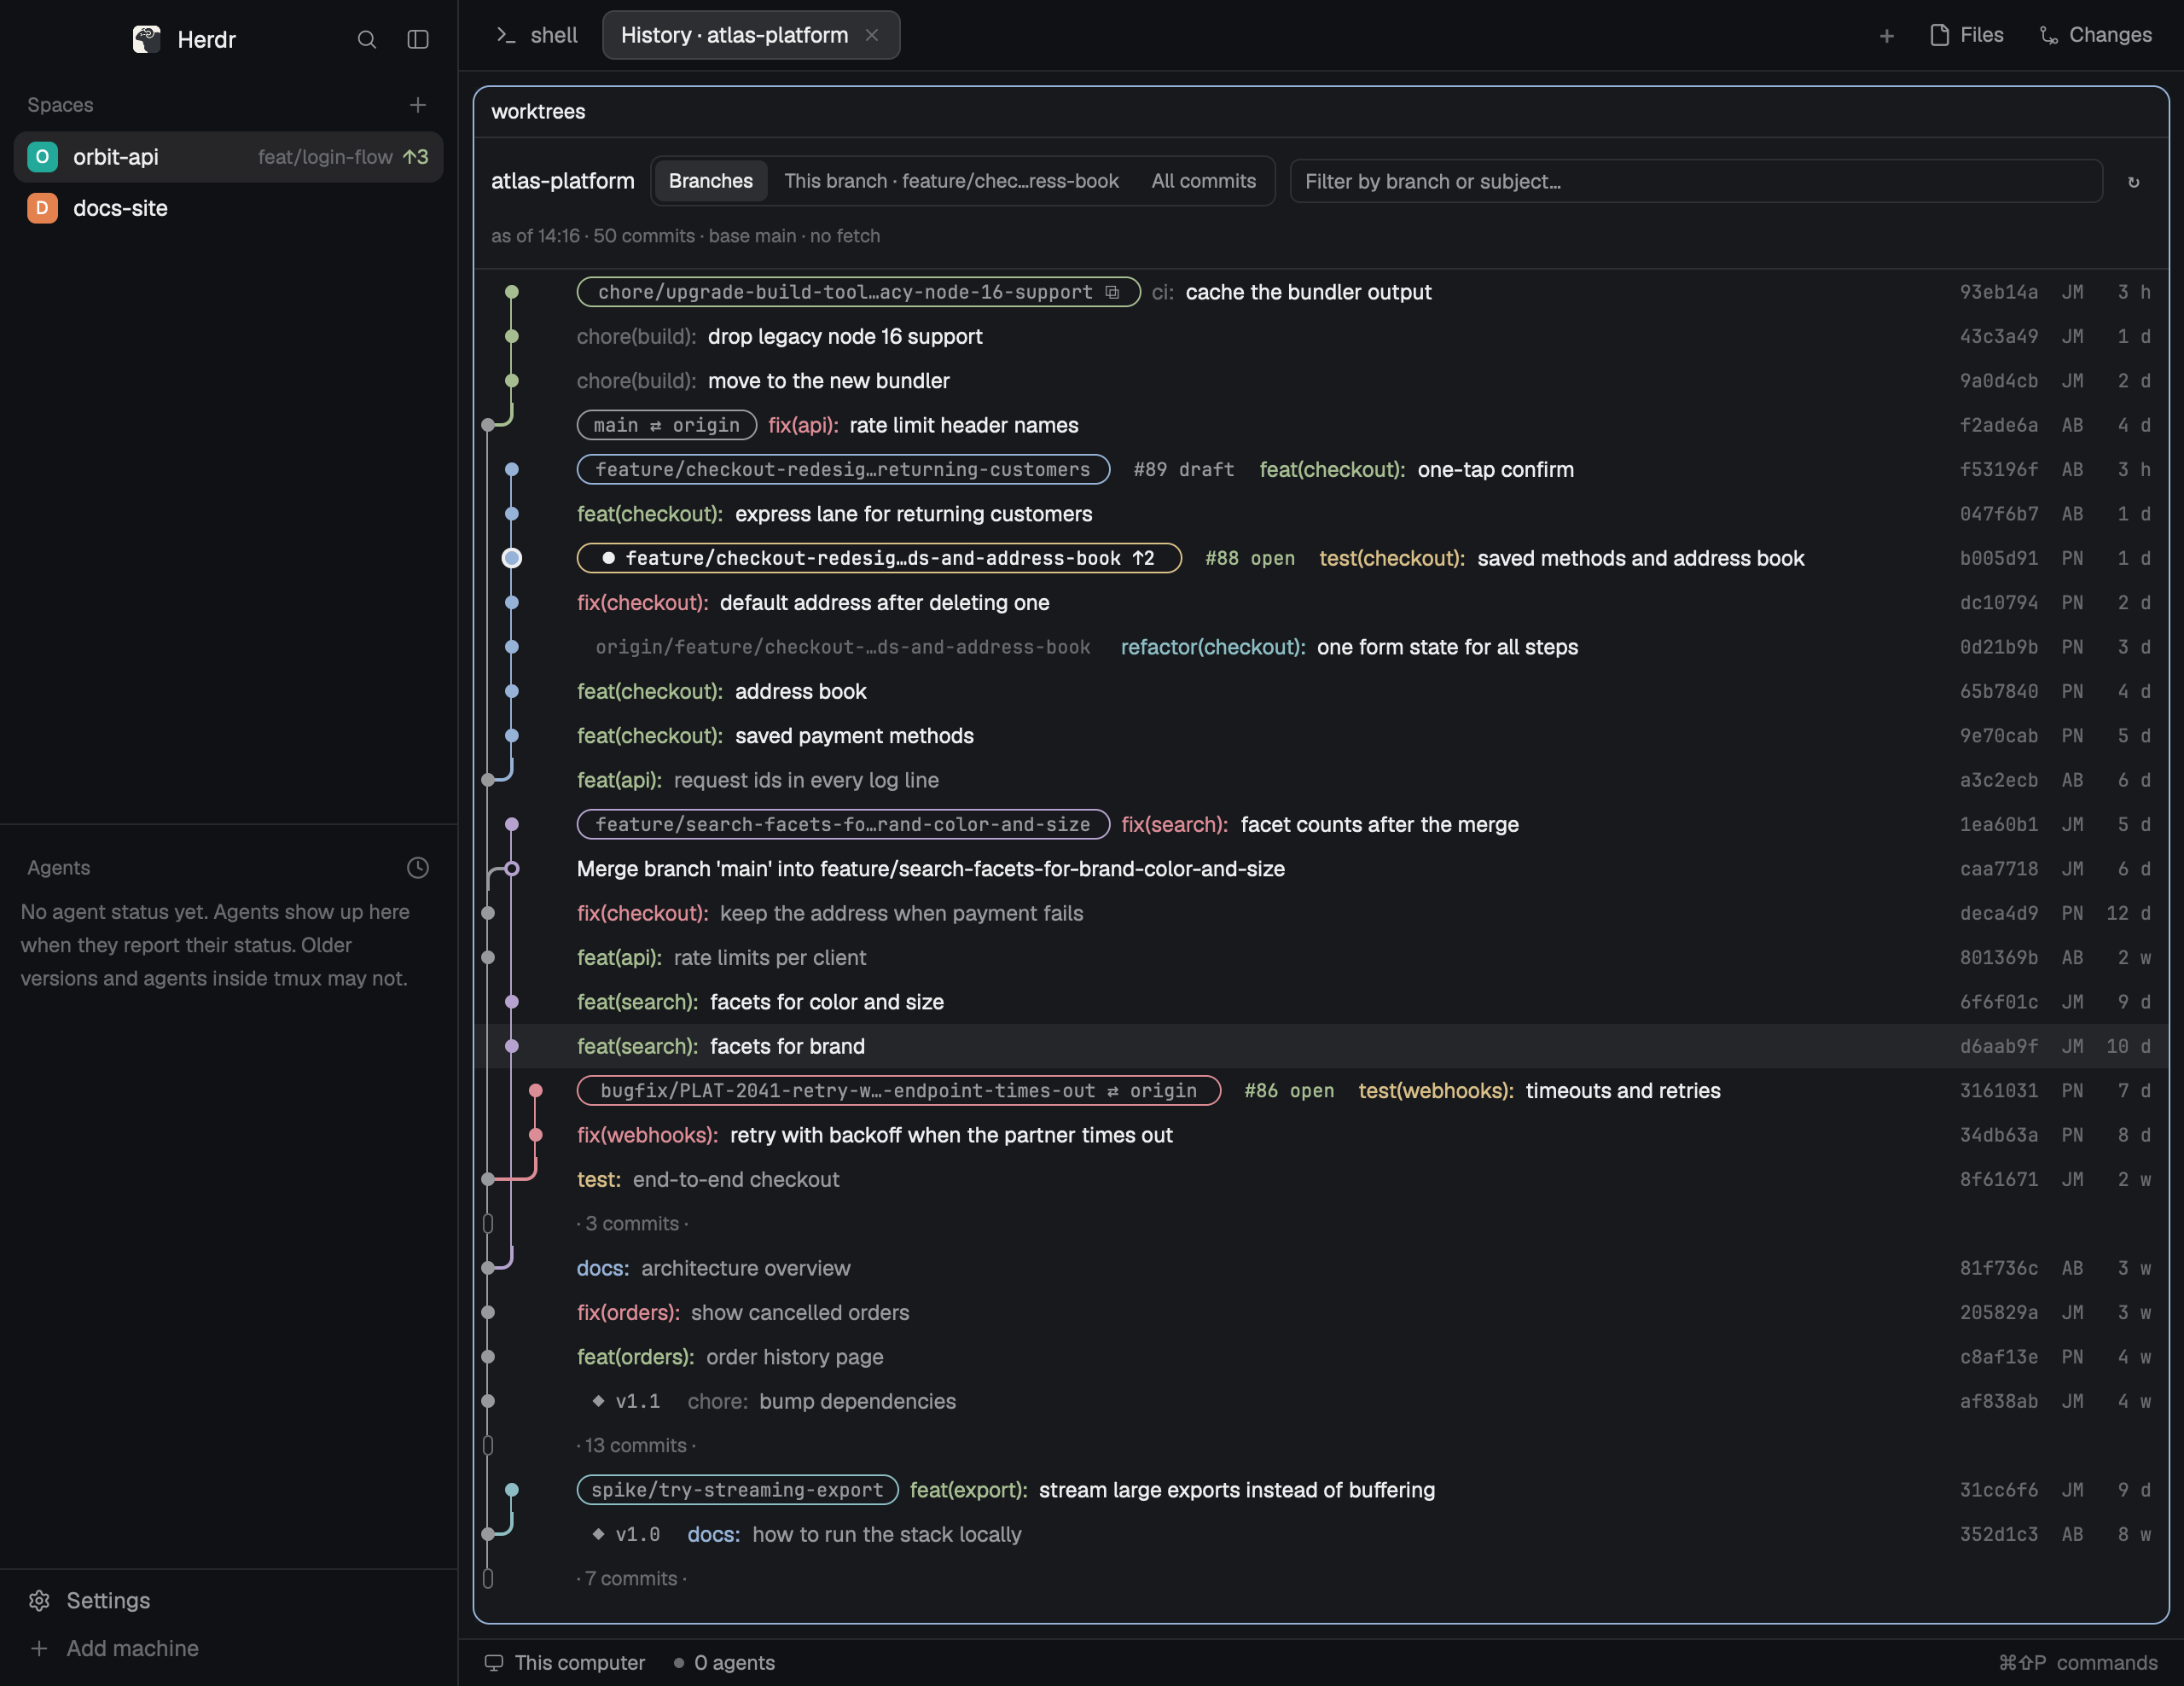 Herdr
Spaces
O orbit-api feat/login-flow ↑3
D docs-site
Agents
No agent status yet. Agents show up here
when they report their status. Older
versions and agents inside tmux may not.
Settings
Add machine
shell
History · atlas-platform
Files
Changes
worktrees
atlas-platform Branches This branch · feature/chec…ress-book All commits Filter by branch or subject…
as of 14:16 · 50 commits · base main · no fetch
chore/upgrade-build-tool…acy-node-16-support ci: cache the bundler output 93eb14a JM 3 h
chore(build): drop legacy node 16 support 43c3a49 JM 1 d
chore(build): move to the new bundler 9a0d4cb JM 2 d
main ⇄ origin fix(api): rate limit header names f2ade6a AB 4 d
feature/checkout-redesig…returning-customers #89 draft feat(checkout): one-tap confirm f53196f AB 3 h
feat(checkout): express lane for returning customers 047f6b7 AB 1 d
● feature/checkout-redesig…ds-and-address-book ↑2 #88 open test(checkout): saved methods and address book b005d91 PN 1 d
fix(checkout): default address after deleting one dc10794 PN 2 d
origin/feature/checkout-…ds-and-address-book refactor(checkout): one form state for all steps 0d21b9b PN 3 d
feat(checkout): address book 65b7840 PN 4 d
feat(checkout): saved payment methods 9e70cab PN 5 d
feat(api): request ids in every log line a3c2ecb AB 6 d
feature/search-facets-fo…rand-color-and-size fix(search): facet counts after the merge 1ea60b1 JM 5 d
Merge branch 'main' into feature/search-facets-for-brand-color-and-size caa7718 JM 6 d
fix(checkout): keep the address when payment fails deca4d9 PN 12 d
feat(api): rate limits per client 801369b AB 2 w
feat(search): facets for color and size 6f6f01c JM 9 d
feat(search): facets for brand d6aab9f JM 10 d
bugfix/PLAT-2041-retry-w…-endpoint-times-out ⇄ origin #86 open test(webhooks): timeouts and retries 3161031 PN 7 d
fix(webhooks): retry with backoff when the partner times out 34db63a PN 8 d
test: end-to-end checkout 8f61671 JM 2 w
· 3 commits ·
docs: architecture overview 81f736c AB 3 w
fix(orders): show cancelled orders 205829a JM 3 w
feat(orders): order history page c8af13e PN 4 w
◆ v1.1 chore: bump dependencies af838ab JM 4 w
· 13 commits ·
spike/try-streaming-export feat(export): stream large exports instead of buffering 31cc6f6 JM 9 d
◆ v1.0 docs: how to run the stack locally 352d1c3 AB 8 w
· 7 commits ·
This computer ● 0 agents
⌘⇧P commands